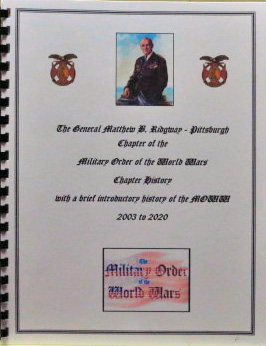 The General Matthew B. Ridgway - Pittsburgh
Chapter of the
Military Order of the World Wars
Chapter History
with a brief introductory history of the MOWW
2003 to 2020
The
Military Order
of the
World Wars